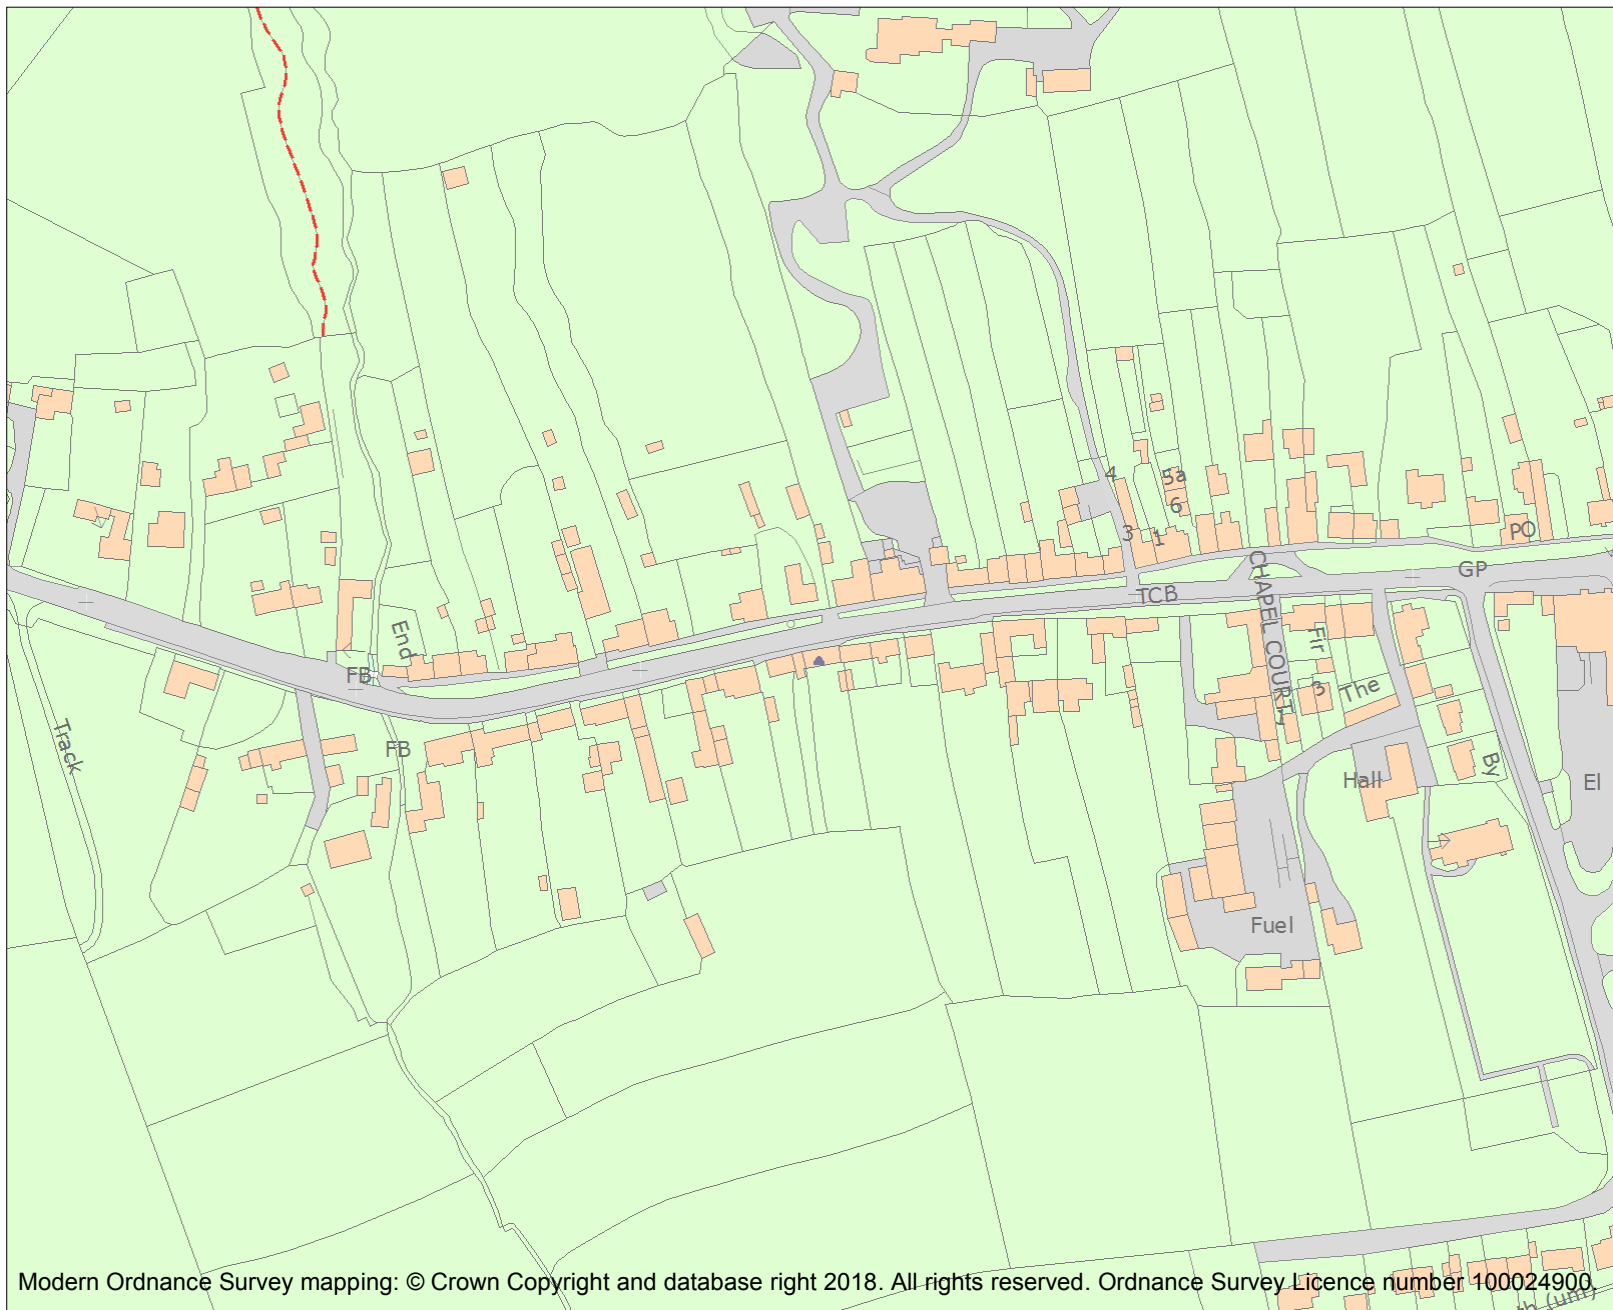 4
5a
6
3
1
PO
GP
TCB
CHAPEL COURT
End
Fir
FB
3
The
Track
FB
Hall
By
El
Fuel
Modern Ordnance Survey mapping: © Crown Copyright and database right 2018. All rights reserved. Ordnance Survey Licence number 100024900.
(um)